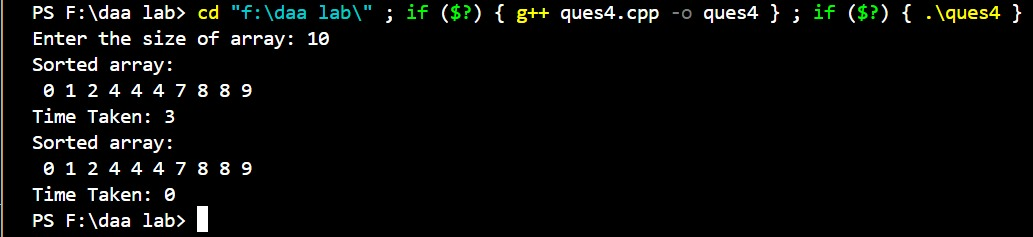 PS F:\daa lab> cd "f:\daa lab\" ; if ($?) { g++ ques4.cpp -o ques4 } ; if ($?) { .\ques4 }
Enter the size of array: 10
Sorted array:
 0 1 2 4 4 4 7 8 8 9
Time Taken: 3
Sorted array:
 0 1 2 4 4 4 7 8 8 9
Time Taken: 0
PS F:\daa lab>